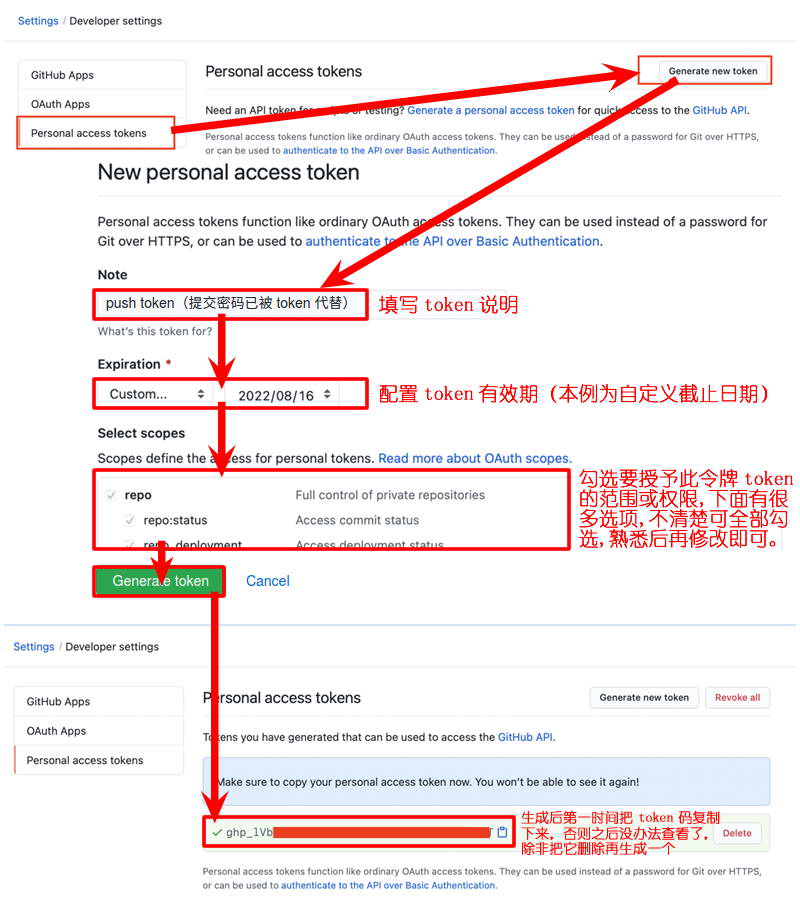 Settings / Developer settings
GitHub Apps
OAuth Apps
Personal access tokens
Personal access tokens
Generate new token
Need an API token for scripts or testing? Generate a personal access token for quick access to the GitHub API.
Personal access tokens function like ordinary OAuth access tokens. They can be used instead of a password for Git over HTTPS,
or can be used to authenticate to the API over Basic Authentication.
New personal access token
Personal access tokens function like ordinary OAuth access tokens. They can be used instead of a password for
Git over HTTPS, or can be used to authenticate to the API over Basic Authentication.
Note
push token（提交密码已被 token 代替）
填写 token 说明
What's this token for?
Expiration *
Custom...
2022/08/16
配置 token 有效期（本例为自定义截止日期）
Select scopes
Scopes define the access for personal tokens. Read more about OAuth scopes.
repo
Full control of private repositories
repo:status
Access commit status
repo_deployment
Access deployment status
勾选要授予此令牌 token
的范围或权限,下面有很
多选项,不清楚可全部勾
选,熟悉后再修改即可。
Generate token
Cancel
Settings / Developer settings
GitHub Apps
OAuth Apps
Personal access tokens
Personal access tokens
Generate new token
Revoke all
Tokens you have generated that can be used to access the GitHub API.
Make sure to copy your personal access token now. You won't be able to see it again!
ghp_lVb
生成后第一时间把 token 码复制
下来，否则之后没办法查看了，
除非把它删除再生成一个
Delete
Personal access tokens function like ordinary OAuth access tokens. They can be used instead of a password for Git over HTTPS,
or can be used to authenticate to the API over Basic Authentication.